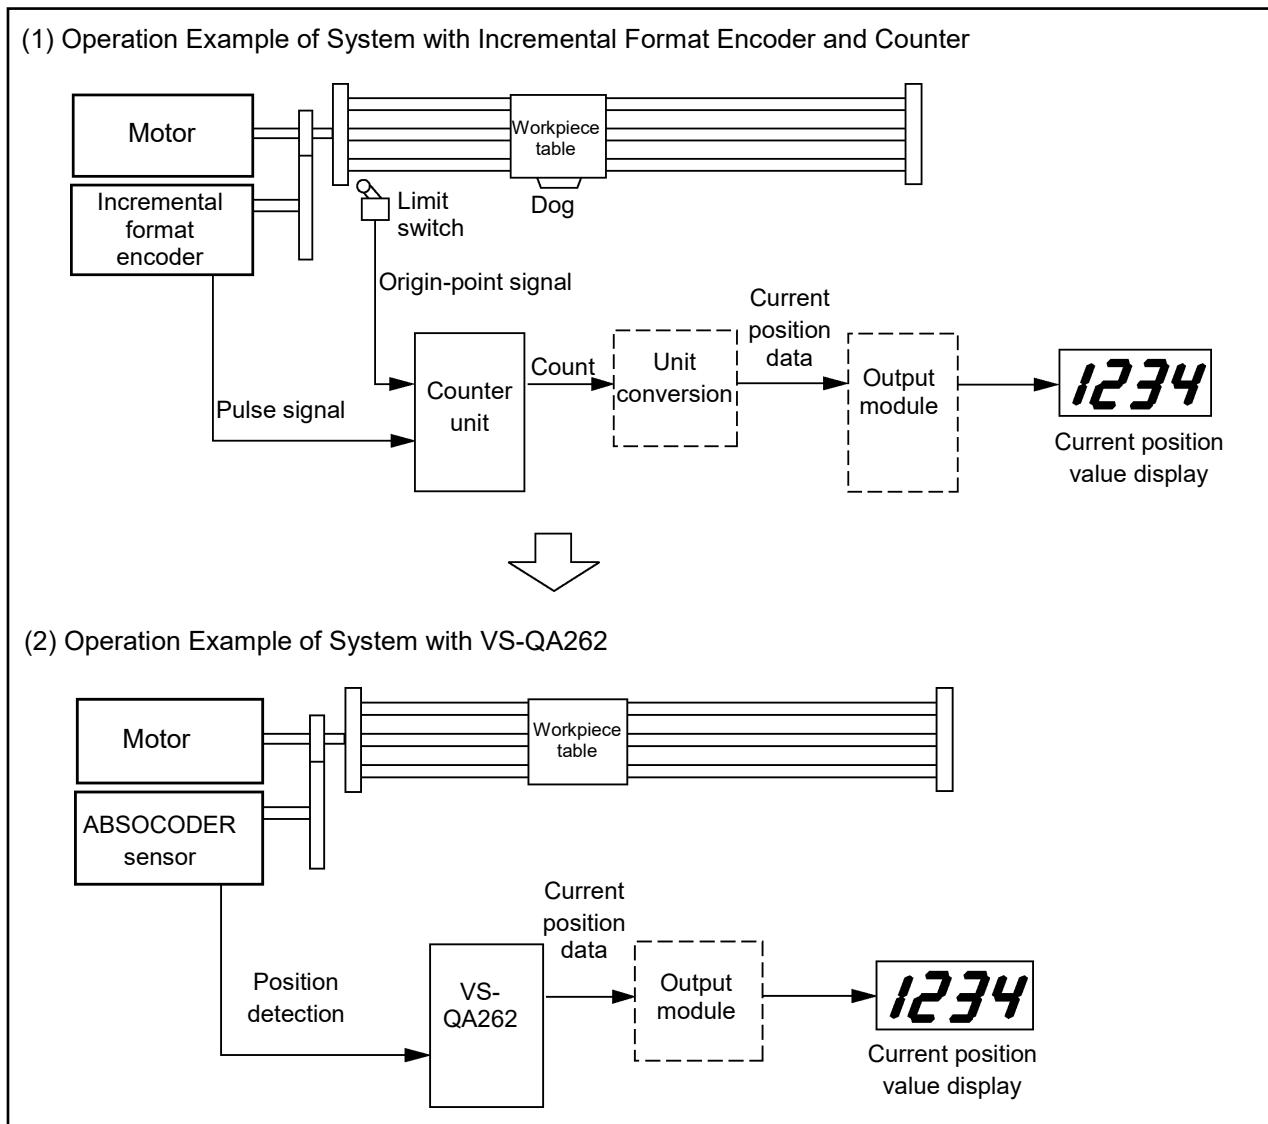 (1) Operation Example of System with Incremental Format Encoder and Counter
Motor
Workpiece
table
Incremental
format
encoder
Limit
switch
Dog
Origin-point signal
Current
position
data
Count
Unit
conversion
Output
module
Counter
unit
Pulse signal
1234
Current position
value display
(2) Operation Example of System with VS-QA262
Motor
Workpiece
table
ABSOCODER
sensor
Current
position
data
Position
detection
VS-
QA262
Output
module
1234
Current position
value display